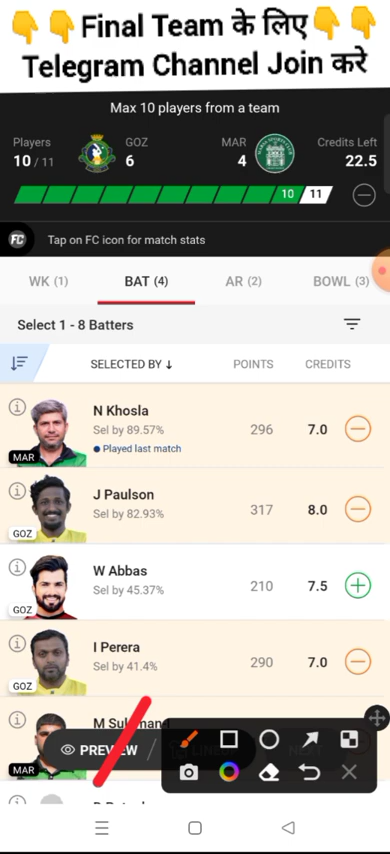 Final Team के लिए
Telegram Channel Join करे
Max 10 players from a team
Players
10 / 11
GOZ
6
MAR
4
Credits Left
22.5
10
11
FC
Tap on FC icon for match stats
WK (1)
BAT (4)
AR (2)
BOWL (3)
Select 1 - 8 Batters
SELECTED BY ↓
POINTS
CREDITS
N Khosla
Sel by 89.57%
Played last match
MAR
296
7.0
J Paulson
Sel by 82.93%
GOZ
317
8.0
W Abbas
Sel by 45.37%
GOZ
210
7.5
I Perera
Sel by 41.4%
GOZ
290
7.0
MAR
PREVIEW